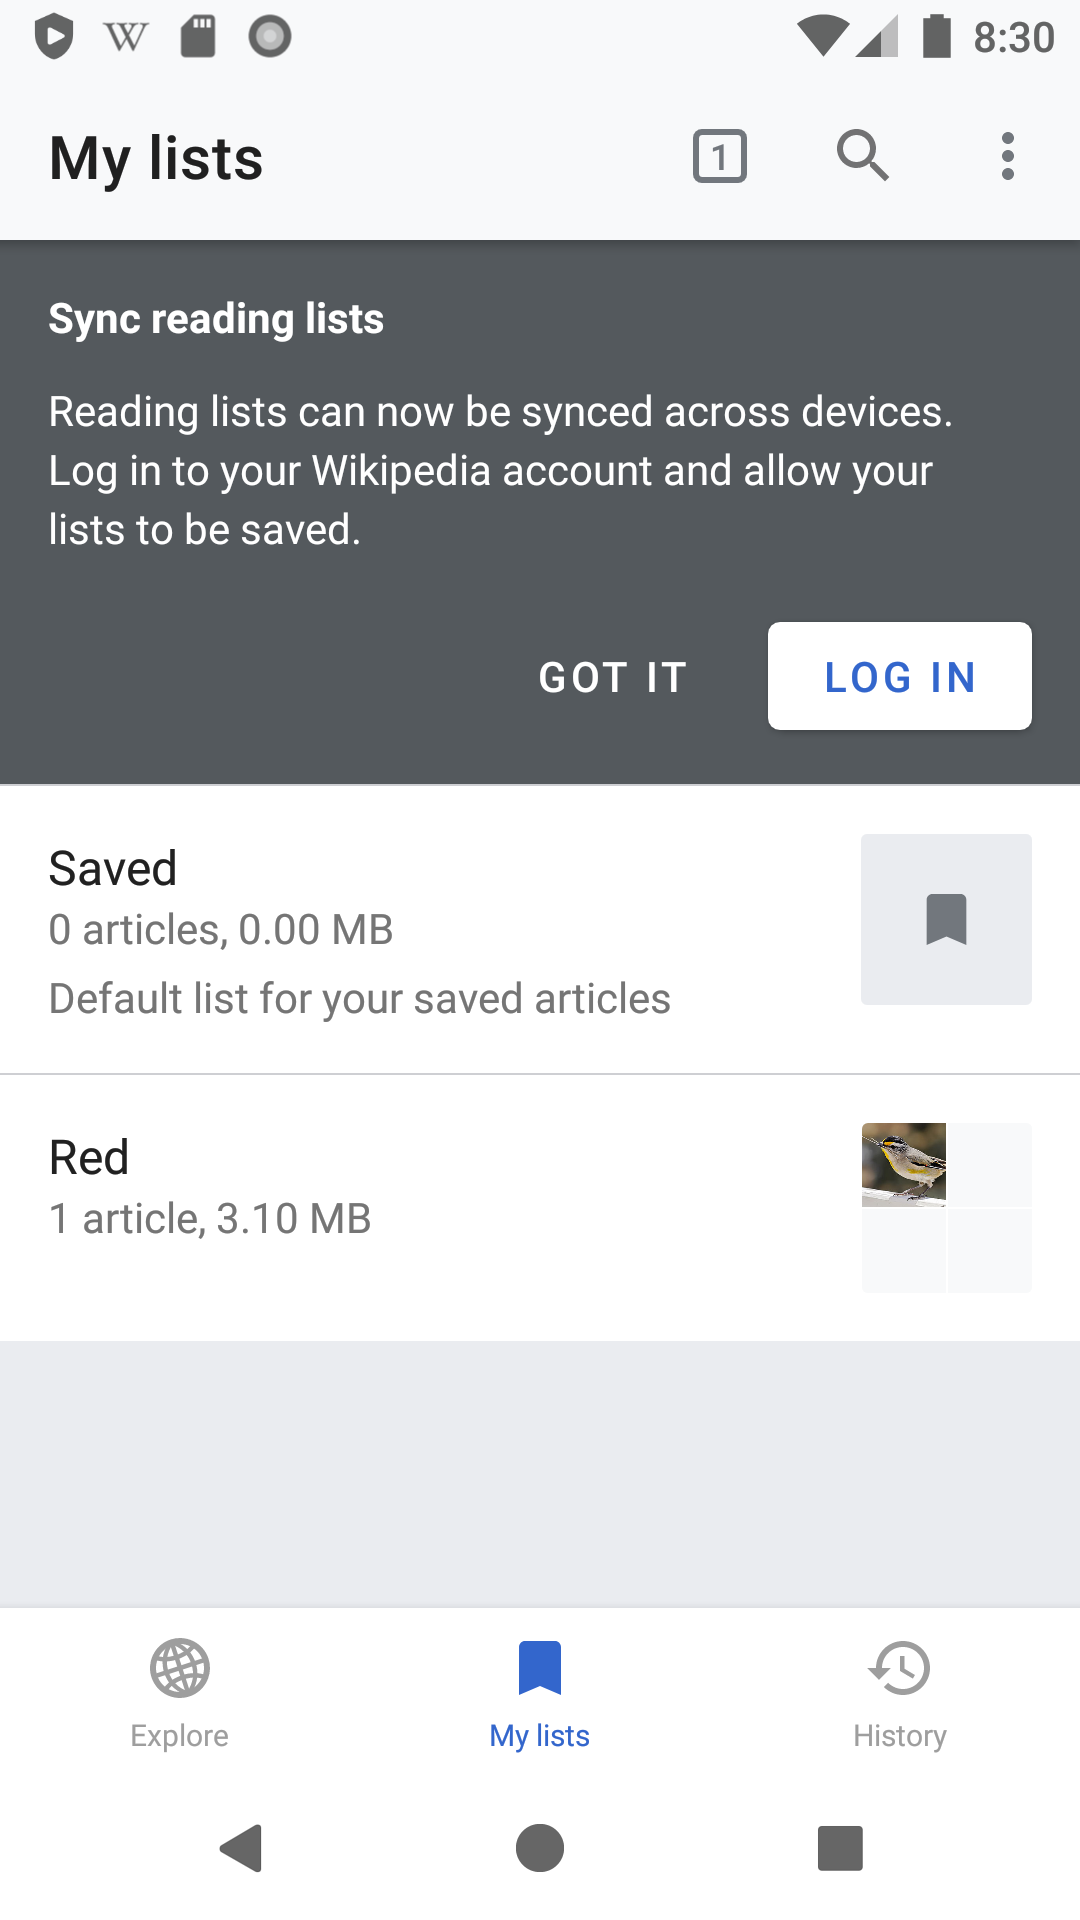 8:30
My lists
1
Sync reading lists
Reading lists can now be synced across devices.
Log in to your Wikipedia account and allow your
lists to be saved.
GOT IT
LOG IN
Saved
0 articles, 0.00 MB
Default list for your saved articles
Red
1 article, 3.10 MB
Explore
My lists
History